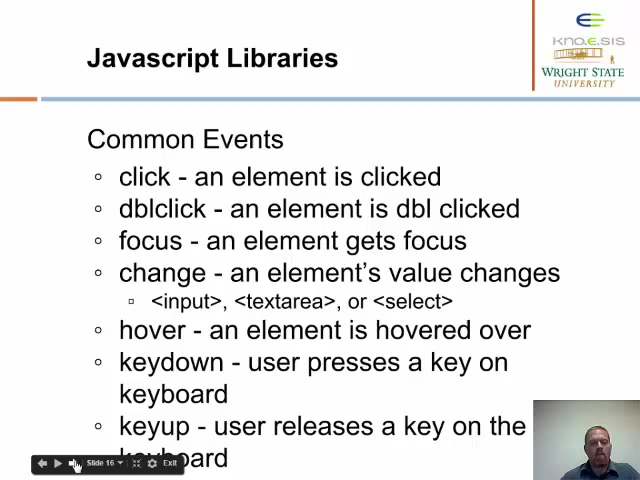 Javascript Libraries
kno.e.sis
WRIGHT STATE
UNIVERSITY
Common Events
click - an element is clicked
dblclick - an element is dbl clicked
focus - an element gets focus
change - an element’s value changes
<input>, <textarea>, or <select>
hover - an element is hovered over
keydown - user presses a key on
keyboard
keyup - user releases a key on the
keyboard
Slide 16
Exit